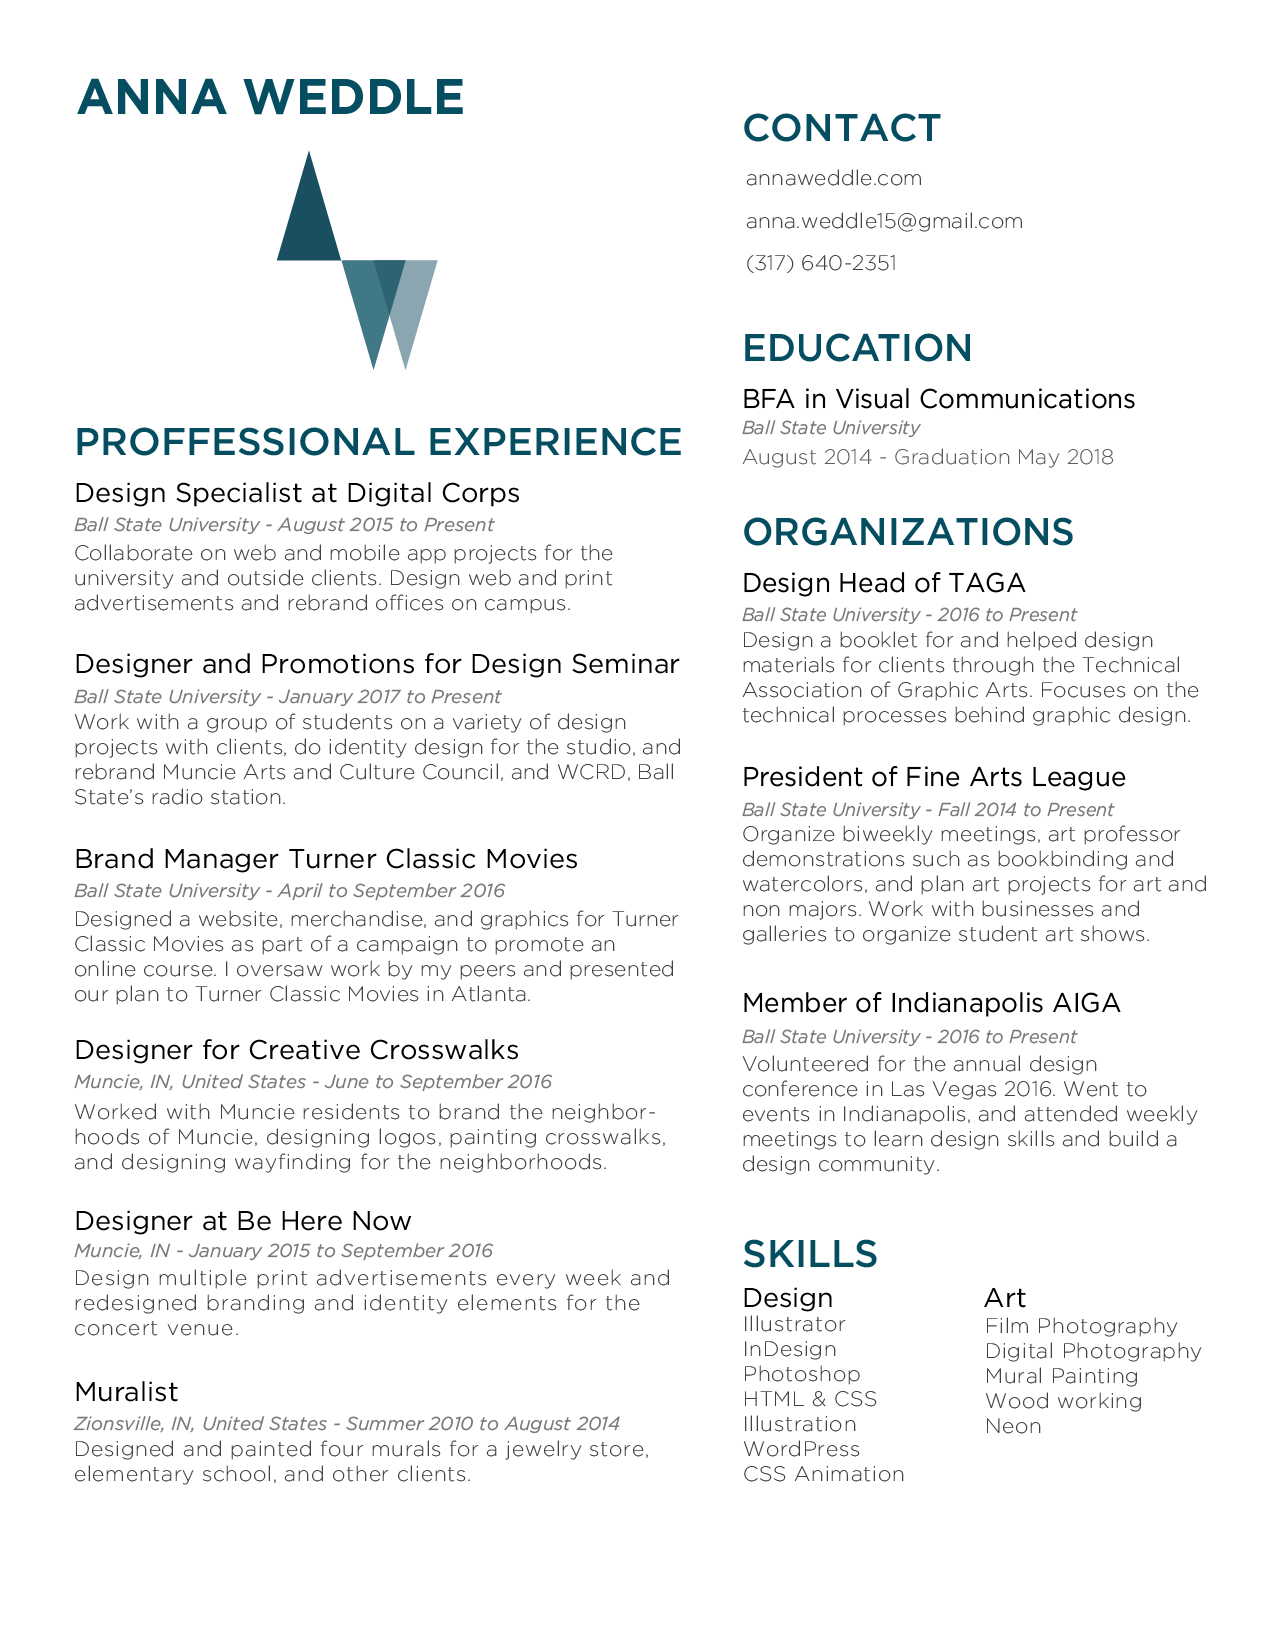 ANNA WEDDLE
PROFFESSIONAL EXPERIENCE
Design Specialist at Digital Corps
Ball State University - August 2015 to Present
Collaborate on web and mobile app projects for the
university and outside clients. Design web and print
advertisements and rebrand offices on campus.
Designer and Promotions for Design Seminar
Ball State University - January 2017 to Present
Work with a group of students on a variety of design
projects with clients, do identity design for the studio, and
rebrand Muncie Arts and Culture Council, and WCRD, Ball
State’s radio station.
Brand Manager Turner Classic Movies
Ball State University - April to September 2016
Designed a website, merchandise, and graphics for Turner
Classic Movies as part of a campaign to promote an
online course. I oversaw work by my peers and presented
our plan to Turner Classic Movies in Atlanta.
Designer for Creative Crosswalks
Muncie, IN, United States - June to September 2016
Worked with Muncie residents to brand the neighbor-
hoods of Muncie, designing logos, painting crosswalks,
and designing wayfinding for the neighborhoods.
Designer at Be Here Now
Muncie, IN - January 2015 to September 2016
Design multiple print advertisements every week and
redesigned branding and identity elements for the
concert venue.
Muralist
Zionsville, IN, United States - Summer 2010 to August 2014
Designed and painted four murals for a jewelry store,
elementary school, and other clients.
CONTACT
annaweddle.com
anna.weddle15@gmail.com
(317) 640-2351
EDUCATION
BFA in Visual Communications
Ball State University
August 2014 - Graduation May 2018
ORGANIZATIONS
Design Head of TAGA
Ball State University - 2016 to Present
Design a booklet for and helped design
materials for clients through the Technical
Association of Graphic Arts. Focuses on the
technical processes behind graphic design.
President of Fine Arts League
Ball State University - Fall 2014 to Present
Organize biweekly meetings, art professor
demonstrations such as bookbinding and
watercolors, and plan art projects for art and
non majors. Work with businesses and
galleries to organize student art shows.
Member of Indianapolis AIGA
Ball State University - 2016 to Present
Volunteered for the annual design
conference in Las Vegas 2016. Went to
events in Indianapolis, and attended weekly
meetings to learn design skills and build a
design community.
SKILLS
Design
Illustrator
InDesign
Photoshop
HTML & CSS
Illustration
WordPress
CSS Animation
Art
Film Photography
Digital Photography
Mural Painting
Wood working
Neon